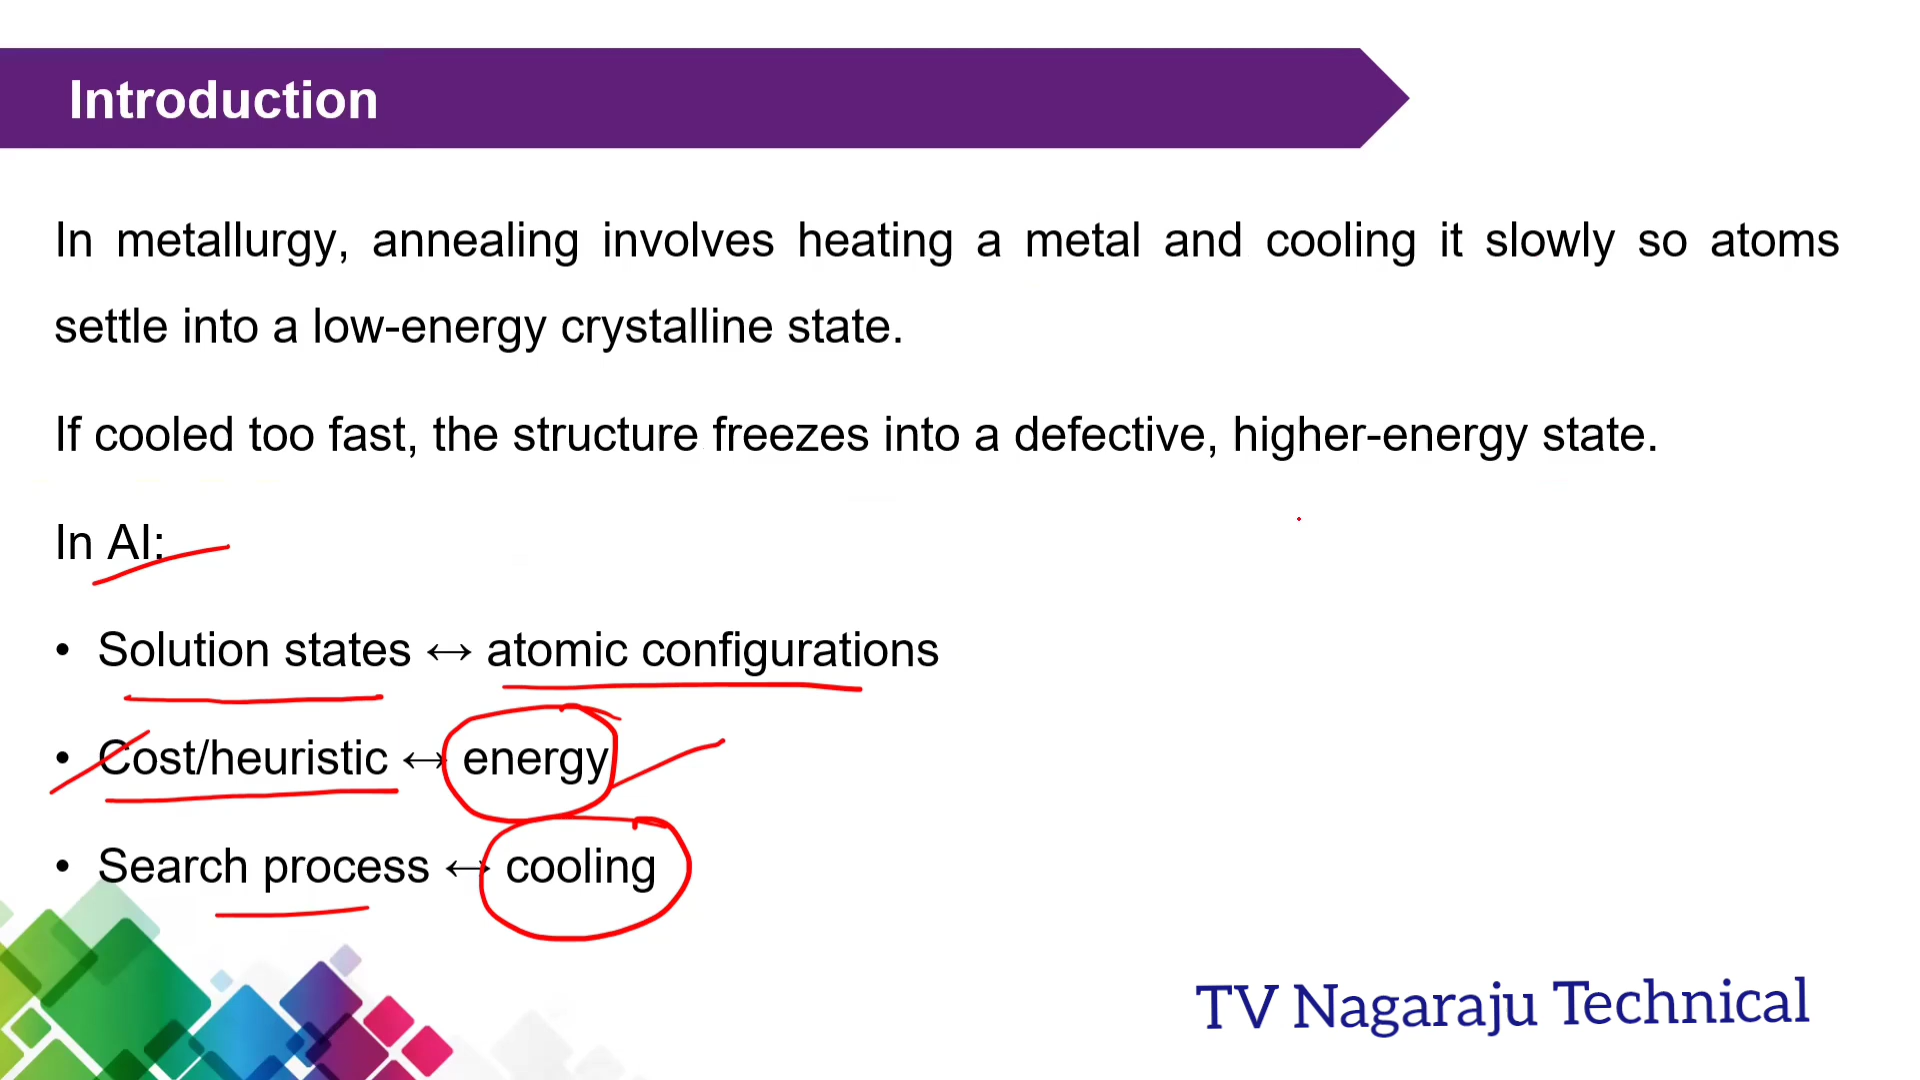 Introduction
In metallurgy, annealing involves heating a metal and cooling it slowly so atoms
settle into a low-energy crystalline state.
If cooled too fast, the structure freezes into a defective, higher-energy state.
In AI:
• Solution states ↔ atomic configurations
• Cost/heuristic ↔ energy
• Search process ↔ cooling
TV Nagaraju Technical